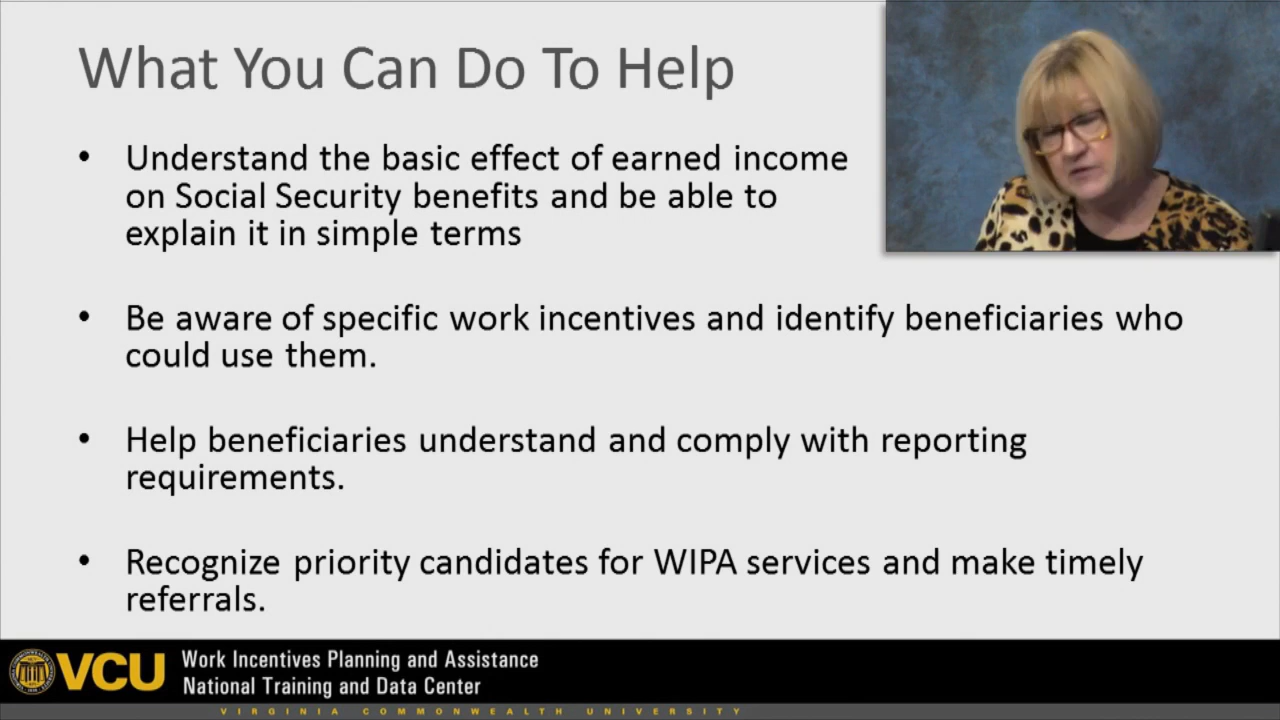 What You Can Do To Help
• Understand the basic effect of earned income
on Social Security benefits and be able to
explain it in simple terms
• Be aware of specific work incentives and identify beneficiaries who
could use them.
• Help beneficiaries understand and comply with reporting
requirements.
• Recognize priority candidates for WIPA services and make timely
referrals.
VCU
Work Incentives Planning and Assistance
National Training and Data Center
VIRGINIA COMMONWEALTH UNIVERSITY